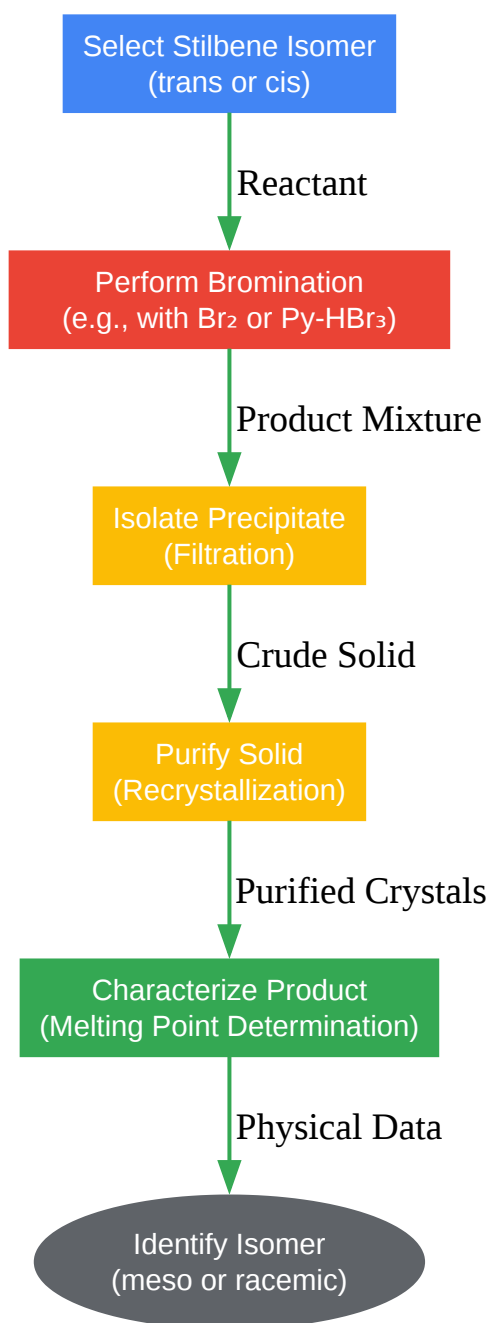 Select Stilbene Isomer
(trans or cis)
Reactant
Perform Bromination
(e.g., with Br₂ or Py-HBr₃)
Product Mixture
Isolate Precipitate
(Filtration)
Crude Solid
Purify Solid
(Recrystallization)
Purified Crystals
Characterize Product
(Melting Point Determination)
Physical Data
Identify Isomer
(meso or racemic)